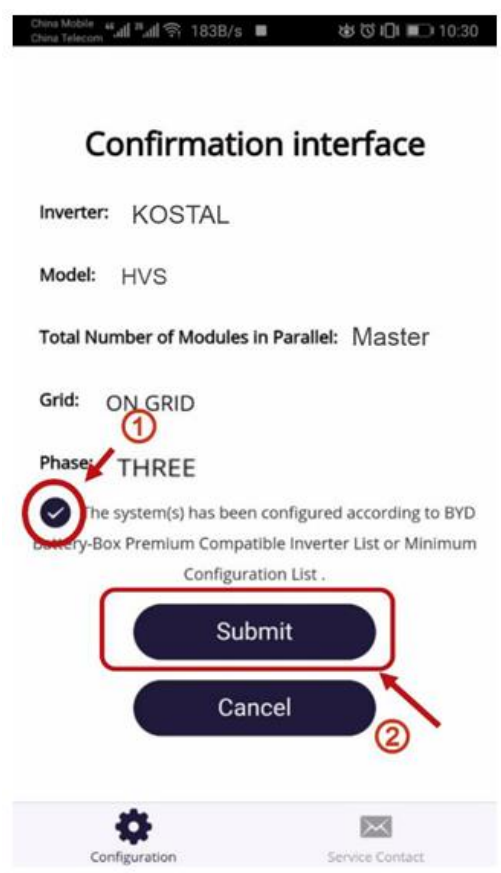 China Mobile 46 26 183B/s 10:30
China Telecom
Confirmation interface
Inverter: KOSTAL
Model: HVS
Total Number of Modules in Parallel: Master
Grid: ON GRID
①
Phase: THREE
The system(s) has been configured according to BYD
Battery-Box Premium Compatible Inverter List or Minimum
Configuration List .
Submit
Cancel
②
Configuration Service Contact